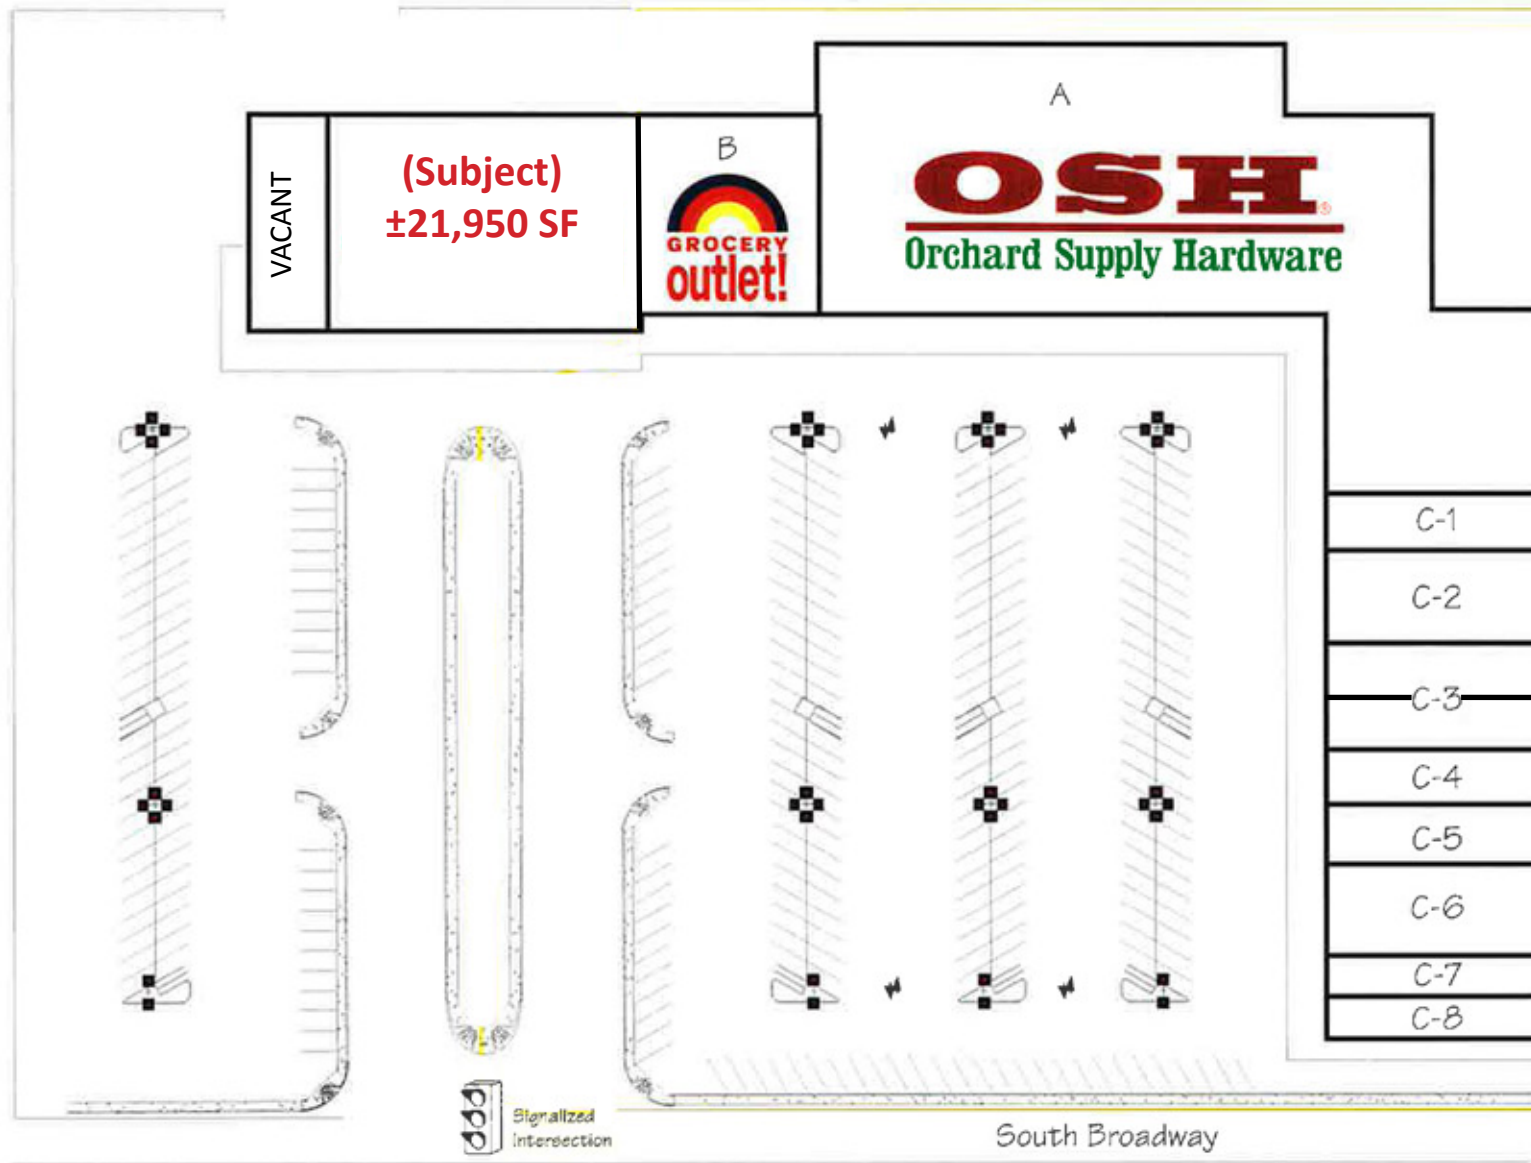 A
VACANT
(Subject)
±21,950 SF
B
GROCERY
outlet!
OSH®
Orchard Supply Hardware
C-1
C-2
C-3
C-4
C-5
C-6
C-7
C-8
Signalized
Intersection
South Broadway